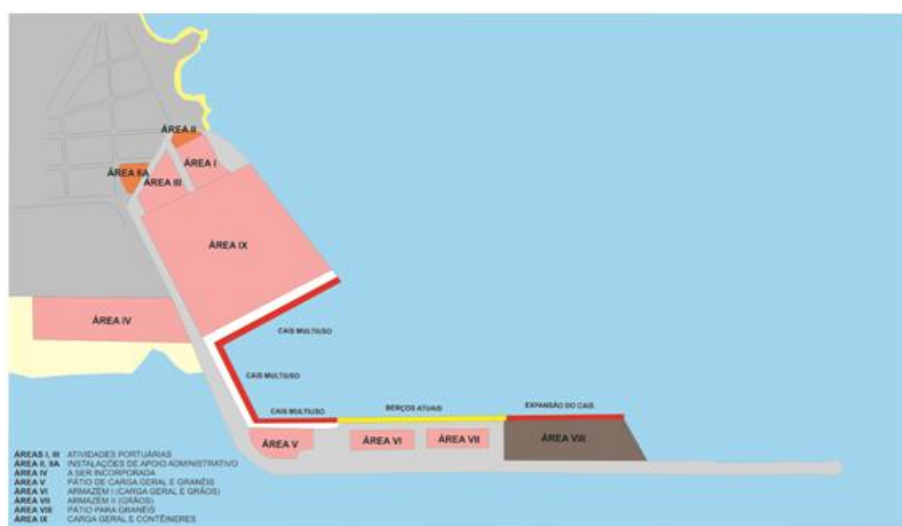 ÁREA II
ÁREA I
ÁREA IIA
ÁREA III
ÁREA IX
ÁREA IV
CAIS MULTIUSO
CAIS MULTIUSO
CAIS MULTIUSO
BERÇOS ATUAIS
EXPANSÃO DO CAIS
ÁREA V
ÁREA VI
ÁREA VII
ÁREA VIII
ÁREAS I, III ATIVIDADES PORTUÁRIAS
ÁREA II, IIA INSTALAÇÕES DE APOIO ADMINISTRATIVO
ÁREA IV A SER INCORPORADA
ÁREA V PÁTIO DE CARGA GERAL E GRANÉIS
ÁREA VI ARMAZÉM I (CARGA GERAL E GRÃOS)
ÁREA VII ARMAZÉM II (GRÃOS)
ÁREA VIII PÁTIO PARA GRANÉIS
ÁREA IX CARGA GERAL E CONTÊINERES